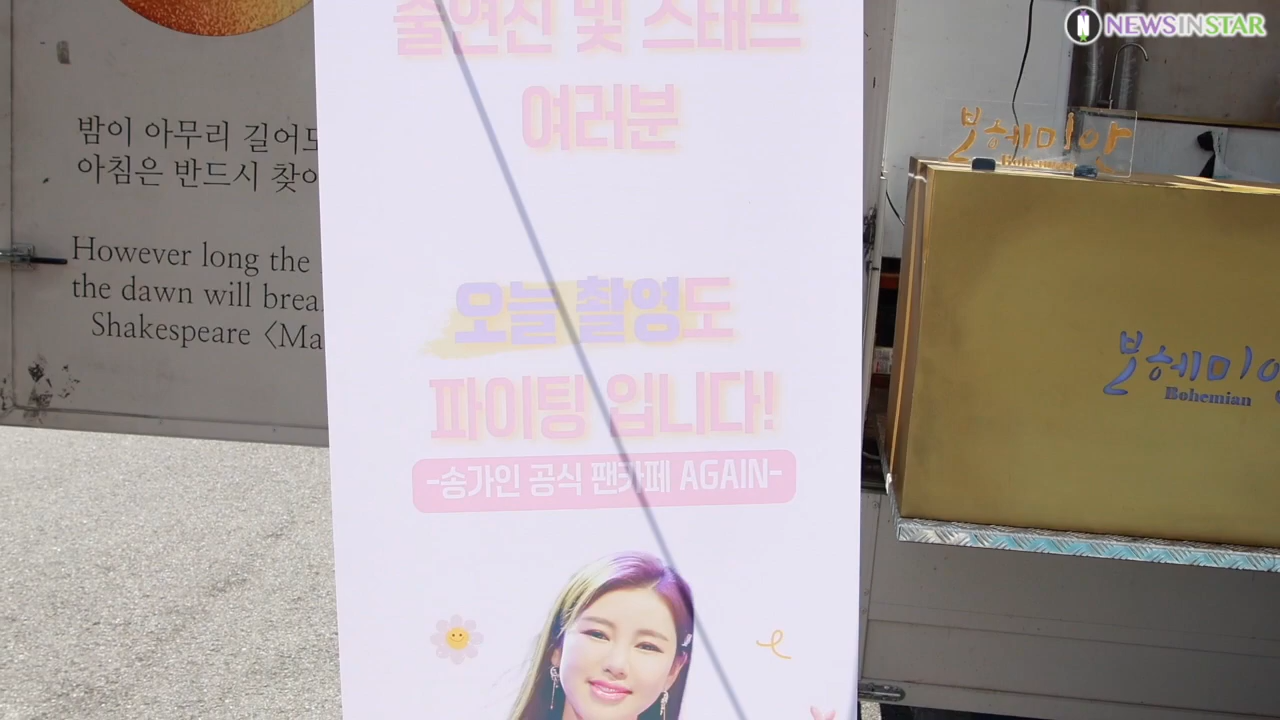 NEWSINSTAR
출연진 및 스태프
여러분
오늘 촬영도
파이팅 입니다!
-송가인 공식 팬카페 AGAIN-
밤이 아무리 길어도
아침은 반드시 찾아
However long the
the dawn will brea
Shakespeare <Ma
보헤미안
Bohemian
보헤미안
Bohemian